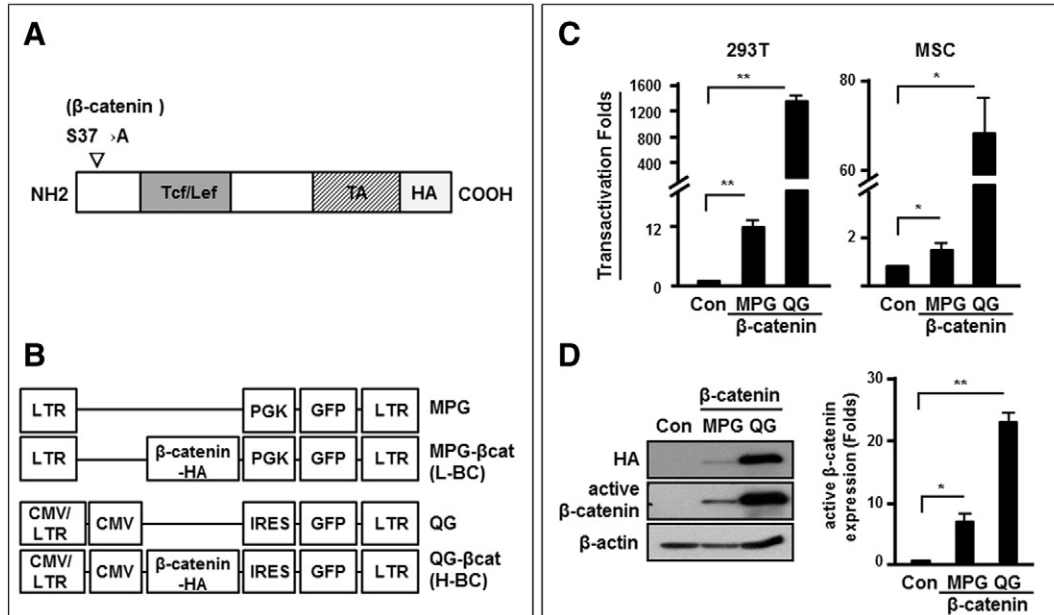 A
(β-catenin )
S37 ›A
NH2 Tcf/Lef TA HA COOH
B
LTR PGK GFP LTR MPG
LTR β-catenin -HA PGK GFP LTR MPG-βcat (L-BC)
CMV/ LTR CMV IRES GFP LTR QG
CMV/ LTR CMV β-catenin -HA IRES GFP LTR QG-βcat (H-BC)
C
293T MSC
Transactivation Folds
1600
1400
1200
1000
800
600
400
12
0
**
**
Con MPG QG
β-catenin
80
60
2
0
*
*
Con MPG QG
β-catenin
D
β-catenin
Con MPG QG
HA
active
β-catenin
β-actin
active β-catenin
expression (Folds)
30
20
10
0
**
*
Con MPG QG
β-catenin